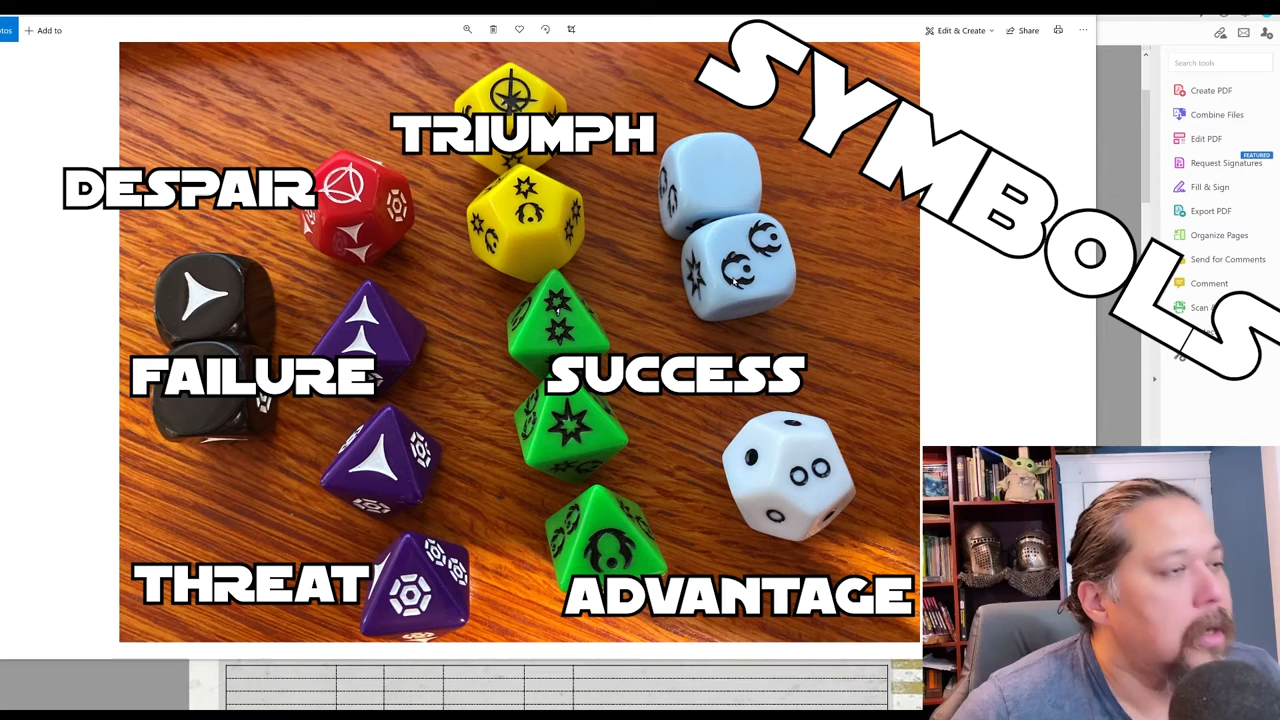 Add to
Edit & Create
Share
SYMBOLS
Search tools
Create PDF
Combine Files
Edit PDF
FEATURED
Request Signatures
Fill & Sign
Export PDF
Organize Pages
Send for Comments
Comment
TRIUMPH
DESPAIR
FAILURE
SUCCESS
THREAT
ADVANTAGE